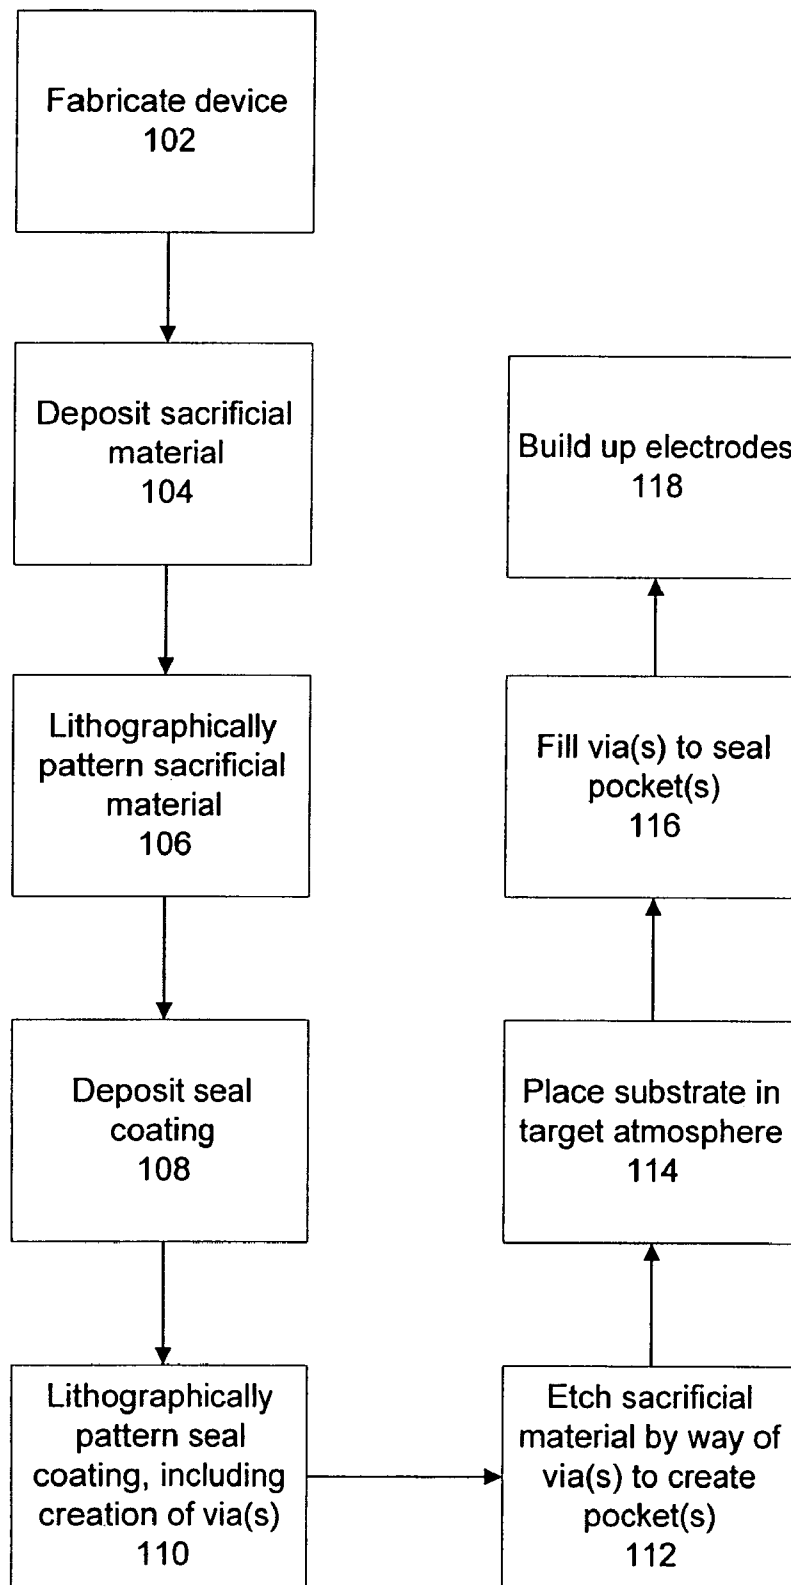 Fabricate device
102
Deposit sacrificial
material
104
Lithographically
pattern sacrificial
material
106
Deposit seal
coating
108
Lithographically
pattern seal
coating, including
creation of via(s)
110
Etch sacrificial
material by way of
via(s) to create
pocket(s)
112
Place substrate in
target atmosphere
114
Fill via(s) to seal
pocket(s)
116
Build up electrodes
118